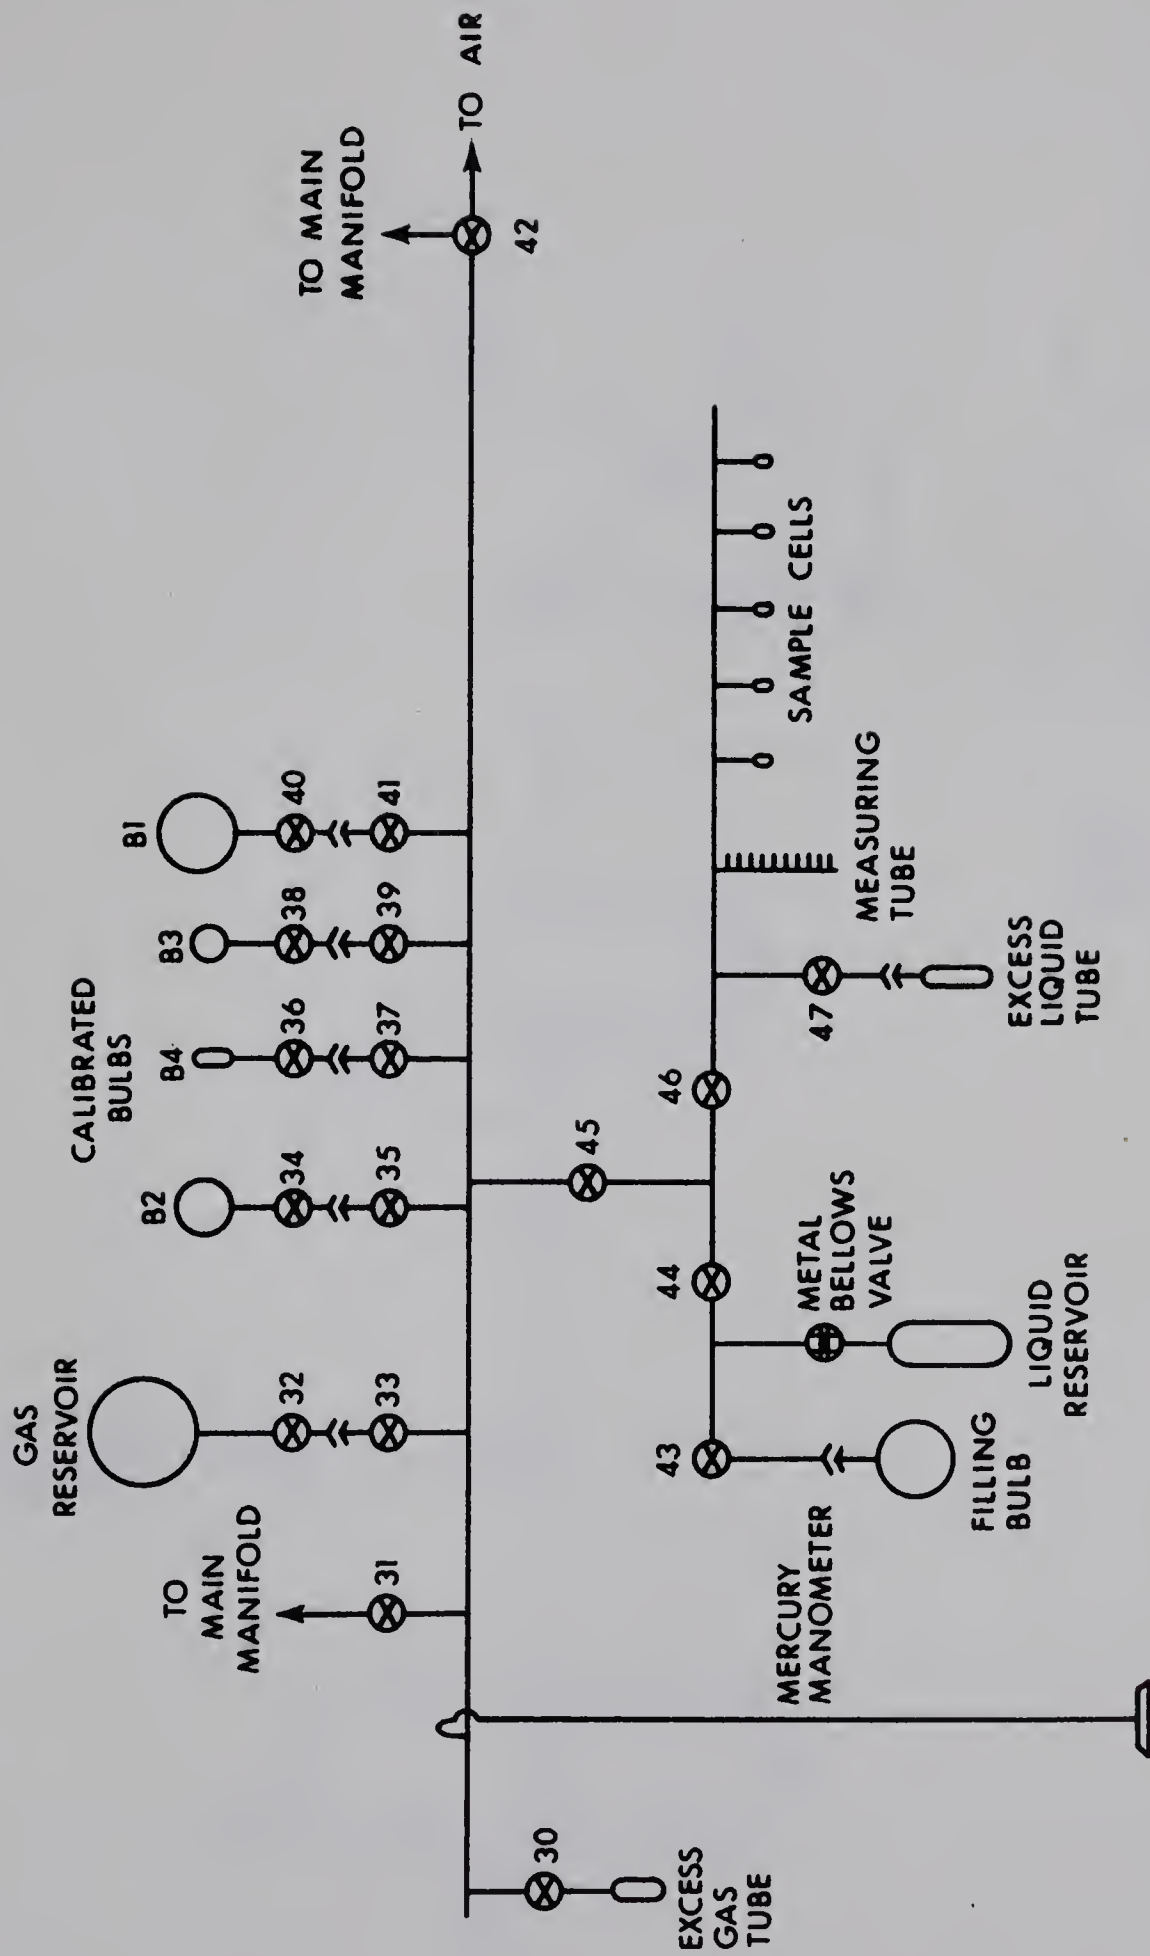 GAS
RESERVOIR
CALIBRATED
BULBS
B2
B4
B3
B1
TO
MAIN
MANIFOLD
TO MAIN
MANIFOLD
TO AIR
32
34
36
38
40
31
33
35
37
39
41
42
30
EXCESS
GAS
TUBE
45
43
44
46
MERCURY
MANOMETER
METAL
BELLOWS
VALVE
47
MEASURING
TUBE
SAMPLE CELLS
FILLING
BULB
LIQUID
RESERVOIR
EXCESS
LIQUID
TUBE